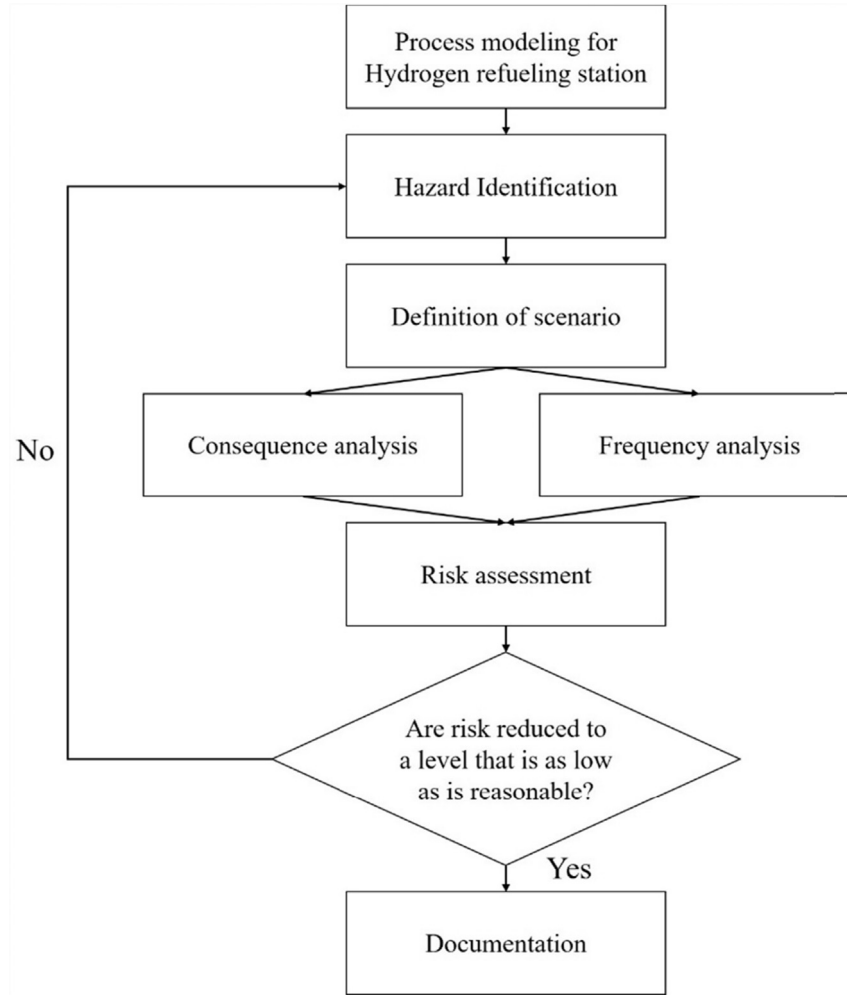 Process modeling for
Hydrogen refueling station
Hazard Identification
Definition of scenario
Consequence analysis
Frequency analysis
No
Risk assessment
Are risk reduced to
a level that is as low
as is reasonable?
Yes
Documentation